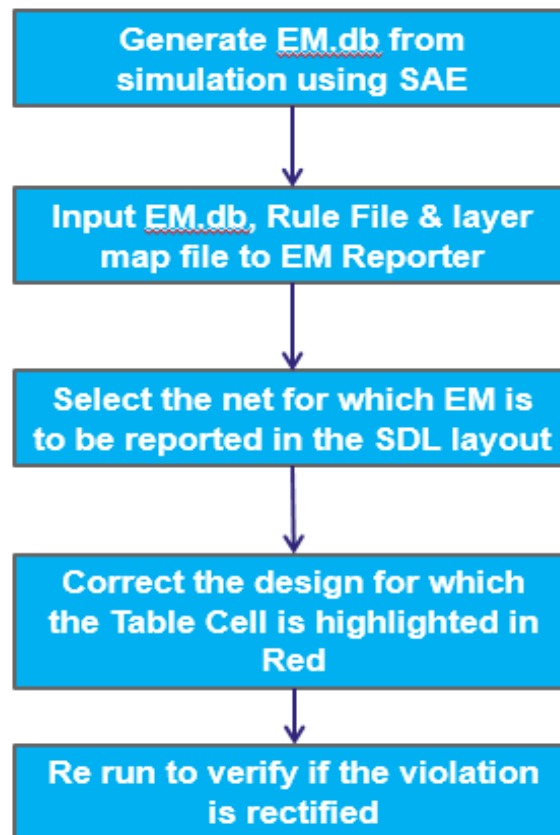 Generate EM.db from
simulation using SAE
Input EM.db, Rule File & layer
map file to EM Reporter
Select the net for which EM is
to be reported in the SDL layout
Correct the design for which
the Table Cell is highlighted in
Red
Re run to verify if the violation
is rectified